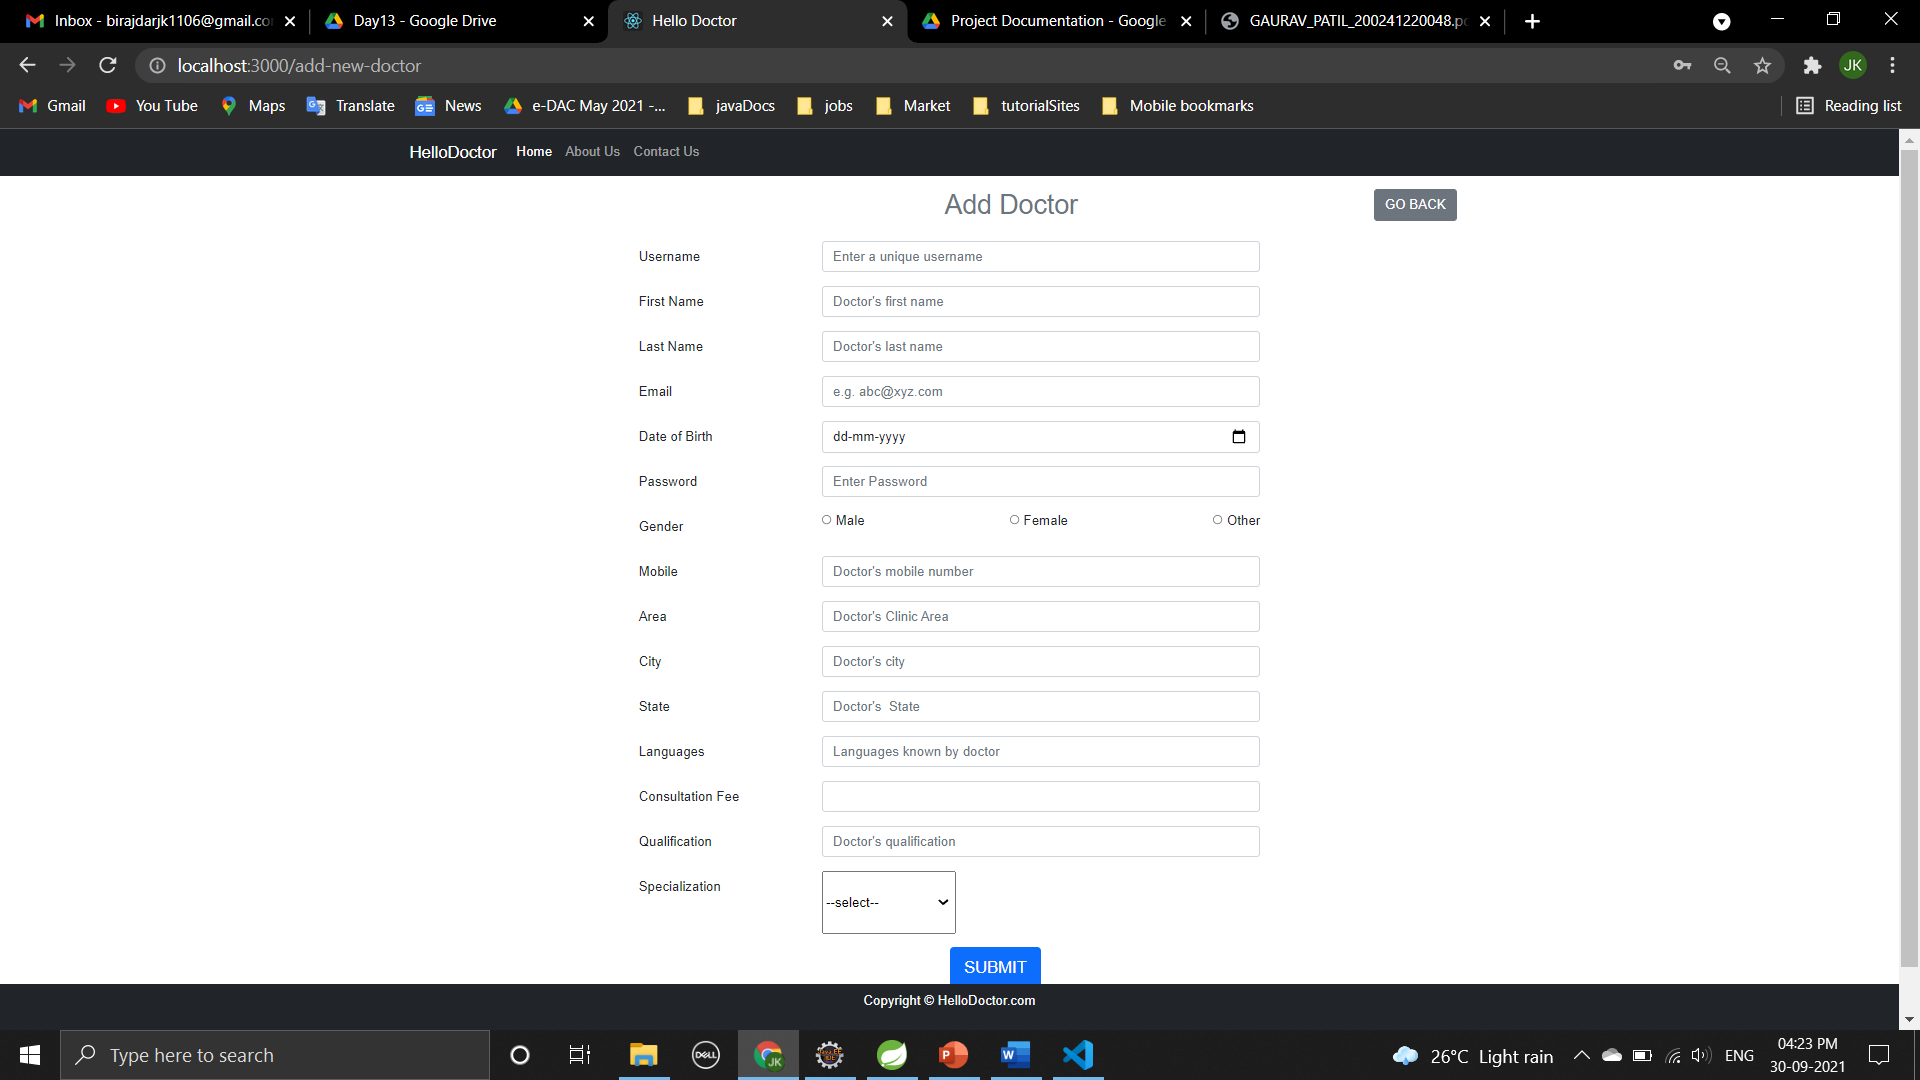 Inbox - birajdarjk1106@gmail.co
Day13 - Google Drive
Hello Doctor
Project Documentation - Google
GAURAV_PATIL_200241220048.p
localhost:3000/add-new-doctor
JK
Gmail
You Tube
Maps
Translate
News
e-DAC May 2021 -...
javaDocs
jobs
Market
tutorialSites
Mobile bookmarks
Reading list
HelloDoctor Home About Us Contact Us
Add Doctor
GO BACK
Username
Enter a unique username
First Name
Doctor's first name
Last Name
Doctor's last name
Email
e.g. abc@xyz.com
Date of Birth
dd-mm-yyyy
Password
Enter Password
Gender
Male Female Other
Mobile
Doctor's mobile number
Area
Doctor's Clinic Area
City
Doctor's city
State
Doctor's  State
Languages
Languages known by doctor
Consultation Fee
Qualification
Doctor's qualification
Specialization
--select--
SUBMIT
Copyright © HelloDoctor.com
Type here to search
DELL
JK
26°C Light rain
ENG
04:23 PM
30-09-2021